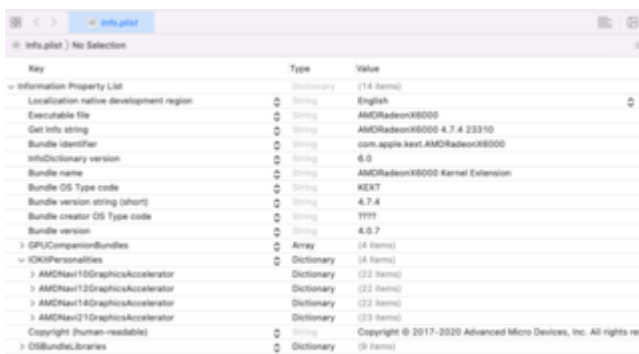 info.plist
info.plist 〉 No Selection
Key Type Value
Information Property List Dictionary (14 items)
Localization native development region String English
Executable file String AMDRadeonX6000
Get Info string String AMDRadeonX6000 4.7.4 23310
Bundle identifier String com.apple.kext.AMDRadeonX6000
InfoDictionary version String 6.0
Bundle name String AMDRadeonX6000 Kernel Extension
Bundle OS Type code String KEXT
Bundle version string (short) String 4.7.4
Bundle creator OS Type code String ????
Bundle version String 4.0.7
GPUCompanionBundles Array (4 items)
IOKitPersonalities Dictionary (4 items)
AMDNavi10GraphicsAccelerator Dictionary (22 items)
AMDNavi12GraphicsAccelerator Dictionary (22 items)
AMDNavi14GraphicsAccelerator Dictionary (22 items)
AMDNavi21GraphicsAccelerator Dictionary (23 items)
Copyright (human-readable) String Copyright © 2017-2020 Advanced Micro Devices, Inc. All rights re
OSBundleLibraries Dictionary (9 items)